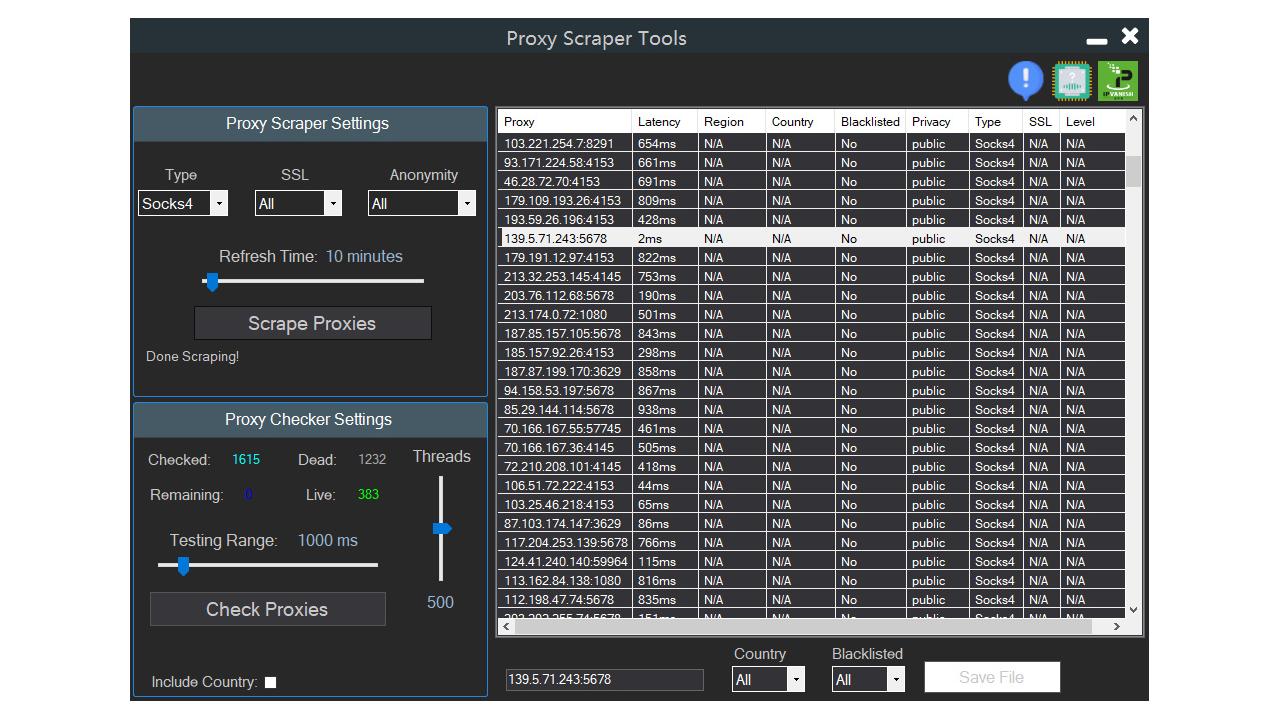 Proxy Scraper Tools
IPVANISH
Proxy Scraper Settings
Type SSL Anonymity
Socks4 All All
Refresh Time: 10 minutes
Scrape Proxies
Done Scraping!
Proxy Checker Settings
Checked: 1615 Dead: 1232 Threads
Remaining: 0 Live: 383
Testing Range: 1000 ms
500
Check Proxies
Include Country:
Proxy Latency Region Country Blacklisted Privacy Type SSL Level
103.221.254.7:8291 654ms N/A N/A No public Socks4 N/A N/A
93.171.224.58:4153 661ms N/A N/A No public Socks4 N/A N/A
46.28.72.70:4153 691ms N/A N/A No public Socks4 N/A N/A
179.109.193.26:4153 809ms N/A N/A No public Socks4 N/A N/A
193.59.26.196:4153 428ms N/A N/A No public Socks4 N/A N/A
139.5.71.243:5678 2ms N/A N/A No public Socks4 N/A N/A
179.191.12.97:4153 822ms N/A N/A No public Socks4 N/A N/A
213.32.253.145:4145 753ms N/A N/A No public Socks4 N/A N/A
203.76.112.68:5678 190ms N/A N/A No public Socks4 N/A N/A
213.174.0.72:1080 501ms N/A N/A No public Socks4 N/A N/A
187.85.157.105:5678 843ms N/A N/A No public Socks4 N/A N/A
185.157.92.26:4153 298ms N/A N/A No public Socks4 N/A N/A
187.87.199.170:3629 858ms N/A N/A No public Socks4 N/A N/A
94.158.53.197:5678 867ms N/A N/A No public Socks4 N/A N/A
85.29.144.114:5678 938ms N/A N/A No public Socks4 N/A N/A
70.166.167.55:57745 461ms N/A N/A No public Socks4 N/A N/A
70.166.167.36:4145 505ms N/A N/A No public Socks4 N/A N/A
72.210.208.101:4145 418ms N/A N/A No public Socks4 N/A N/A
106.51.72.222:4153 44ms N/A N/A No public Socks4 N/A N/A
103.25.46.218:4153 65ms N/A N/A No public Socks4 N/A N/A
87.103.174.147:3629 86ms N/A N/A No public Socks4 N/A N/A
117.204.253.139:5678 766ms N/A N/A No public Socks4 N/A N/A
124.41.240.140:59964 115ms N/A N/A No public Socks4 N/A N/A
113.162.84.138:1080 816ms N/A N/A No public Socks4 N/A N/A
112.198.47.74:5678 835ms N/A N/A No public Socks4 N/A N/A
Country Blacklisted
139.5.71.243:5678 All All Save File